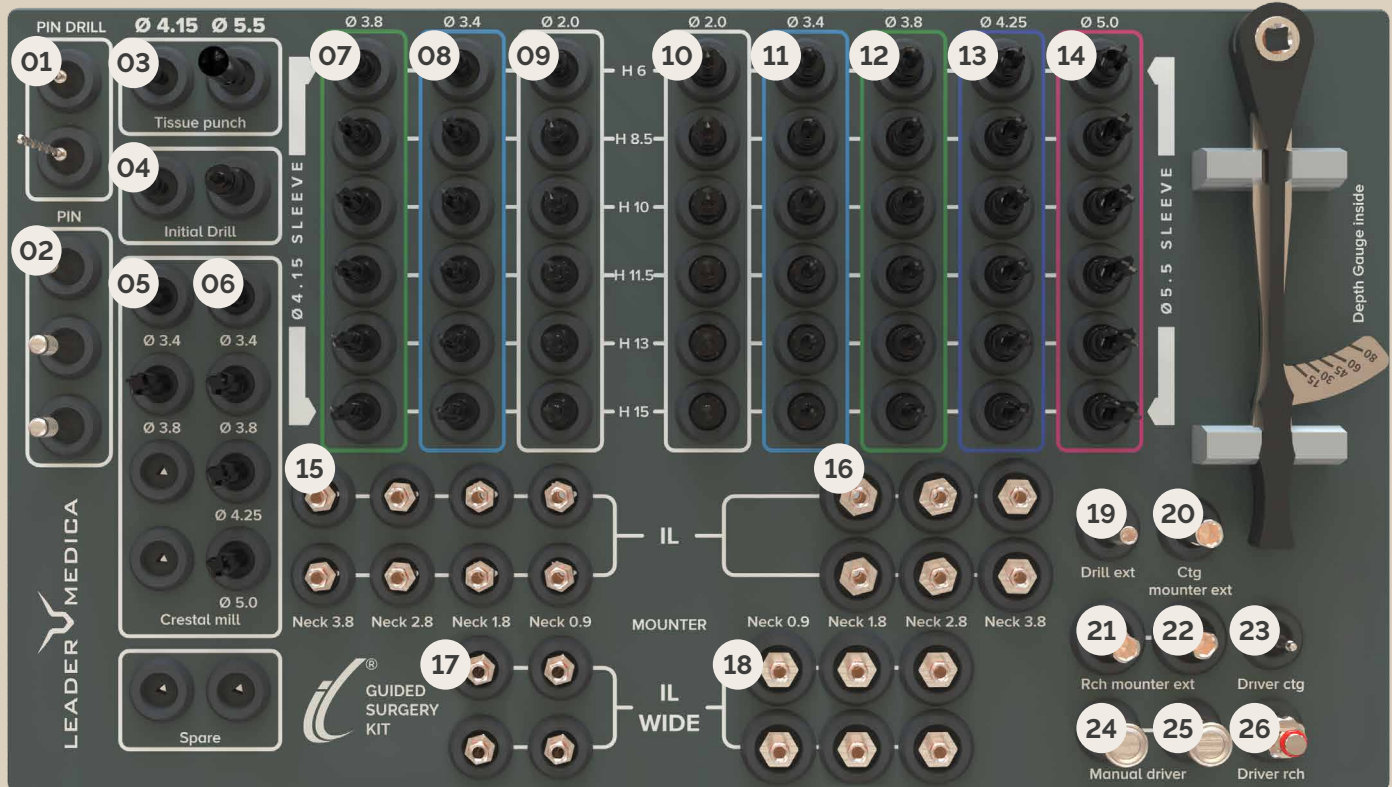 PIN DRILL
Ø 4.15 Ø 5.5
Ø 3.8
Ø 3.4
Ø 2.0
Ø 2.0
Ø 3.4
Ø 3.8
Ø 4.25
Ø 5.0
01
03
07
08
09
10
11
12
13
14
Tissue punch
04
Initial Drill
PIN
02
05
06
Ø 3.4
Ø 3.4
Ø 3.8
Ø 3.8
Ø 4.25
Ø 5.0
Crestal mill
Spare
Ø4.15 SLEEVE
H 6
H 8.5
H 10
H 11.5
H 13
H 15
Ø5.5 SLEEVE
Depth Gauge inside
15
30
45
60
80
15
16
IL
19
20
Drill ext
Ctg
mounter ext
Neck 3.8
Neck 2.8
Neck 1.8
Neck 0.9
MOUNTER
Neck 0.9
Neck 1.8
Neck 2.8
Neck 3.8
17
18
IL
WIDE
21
22
23
Rch mounter ext
Driver ctg
24
25
26
Manual driver
Driver rch
LEADER MEDICA
il®
GUIDED
SURGERY
KIT